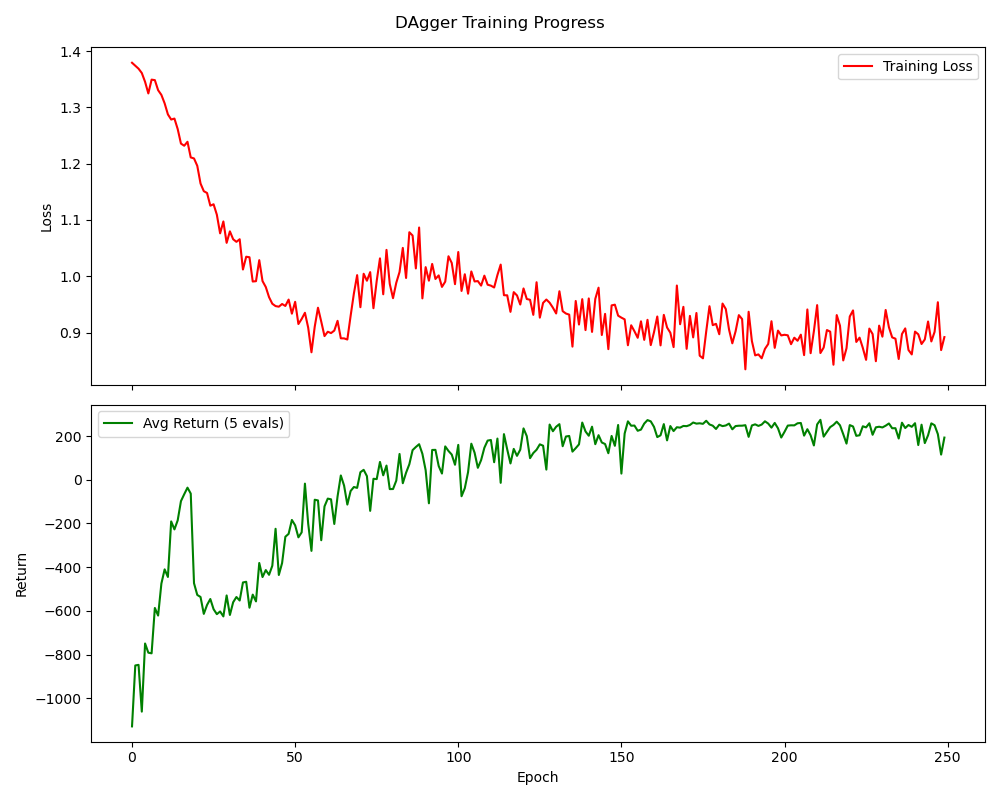 DAgger Training Progress
1.4
1.3
1.2
1.1
1.0
0.9
Loss
Training Loss
200
0
−200
−400
−600
−800
−1000
Return
Avg Return (5 evals)
0 50 100 150 200 250
Epoch